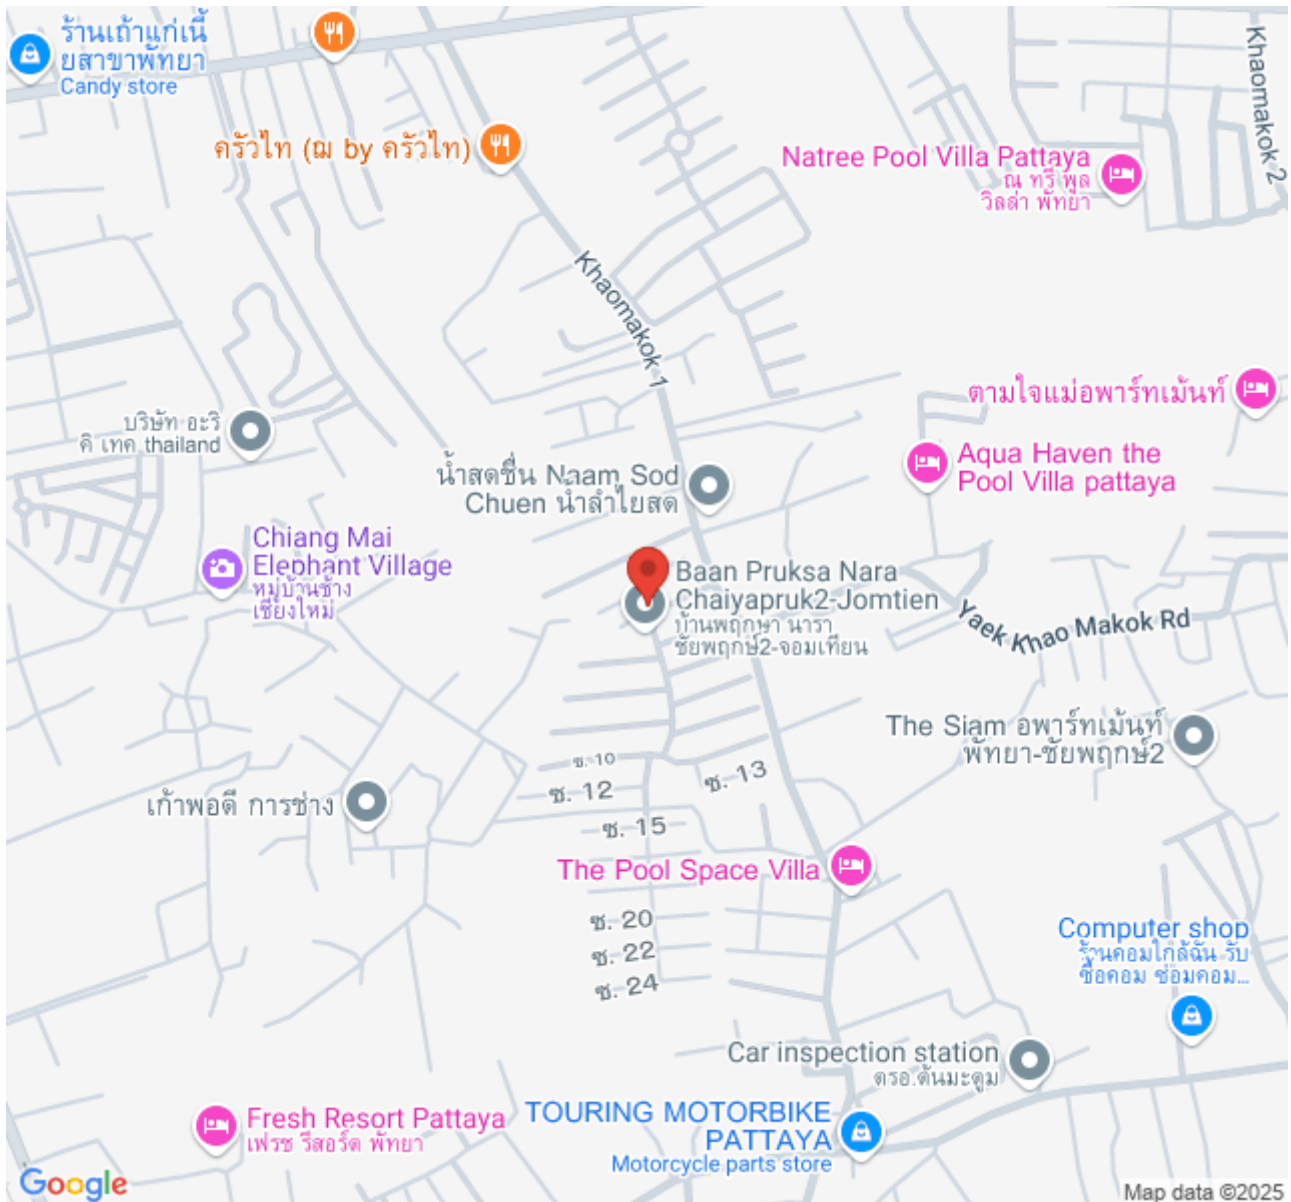 ร้านเถ้าแก่เนี้
ยสาขาพัทยา
Candy store
ครัวไท (ฌ by ครัวไท)
Khaomakok 2
Natree Pool Villa Pattaya
ณ ทรี พูล
วิลล่า พัทยา
Khaomakok 1
ตามใจแม่อพาร์ทเม้นท์
บริษัท อะริ
คิ เทค thailand
Aqua Haven the
Pool Villa pattaya
น้ำสดชื่น Naam Sod
Chuen น้ำลำไยสด
Chiang Mai
Elephant Village
หมู่บ้านช้าง
เชียงใหม่
Baan Pruksa Nara
Chaiyapruk2-Jomtien
บ้านพฤกษา นารา
ชัยพฤกษ์2-จอมเทียน
Yaek Khao Makok Rd
The Siam อพาร์ทเม้นท์
พัทยา-ชัยพฤกษ์2
ซ. 10
ซ. 13
ซ. 12
เก้าพอดี การช่าง
ซ. 15
The Pool Space Villa
ซ. 20
ซ. 22
ซ. 24
Computer shop
ร้านคอมใกล้ฉัน รับ
ซื้อคอม ซ่อมคอม...
Car inspection station
ตรอ.ต้นมะตูม
Fresh Resort Pattaya
เฟรช รีสอร์ต พัทยา
TOURING MOTORBIKE
PATTAYA
Motorcycle parts store
Google
Map data ©2025